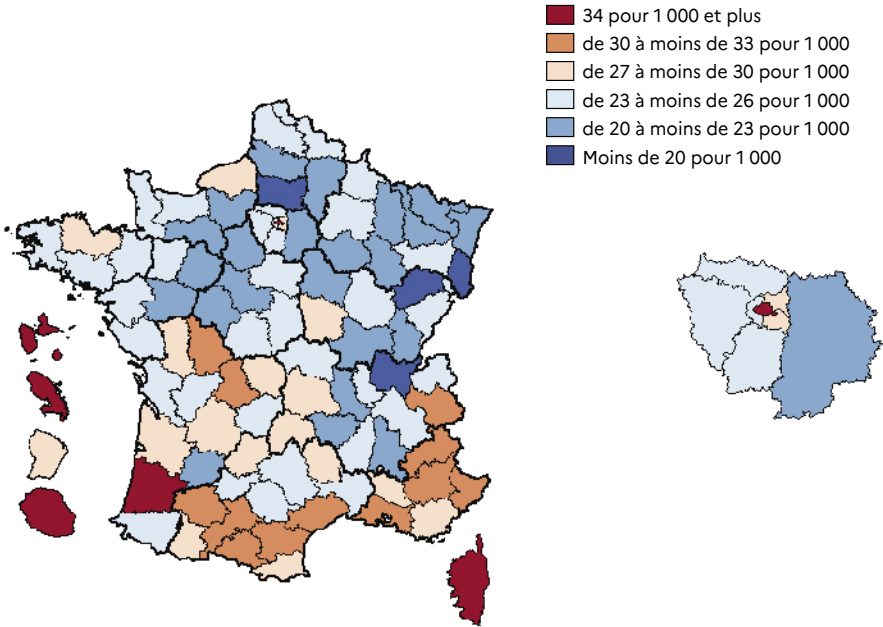 34 pour 1 000 et plus
de 30 à moins de 33 pour 1 000
de 27 à moins de 30 pour 1 000
de 23 à moins de 26 pour 1 000
de 20 à moins de 23 pour 1 000
Moins de 20 pour 1 000